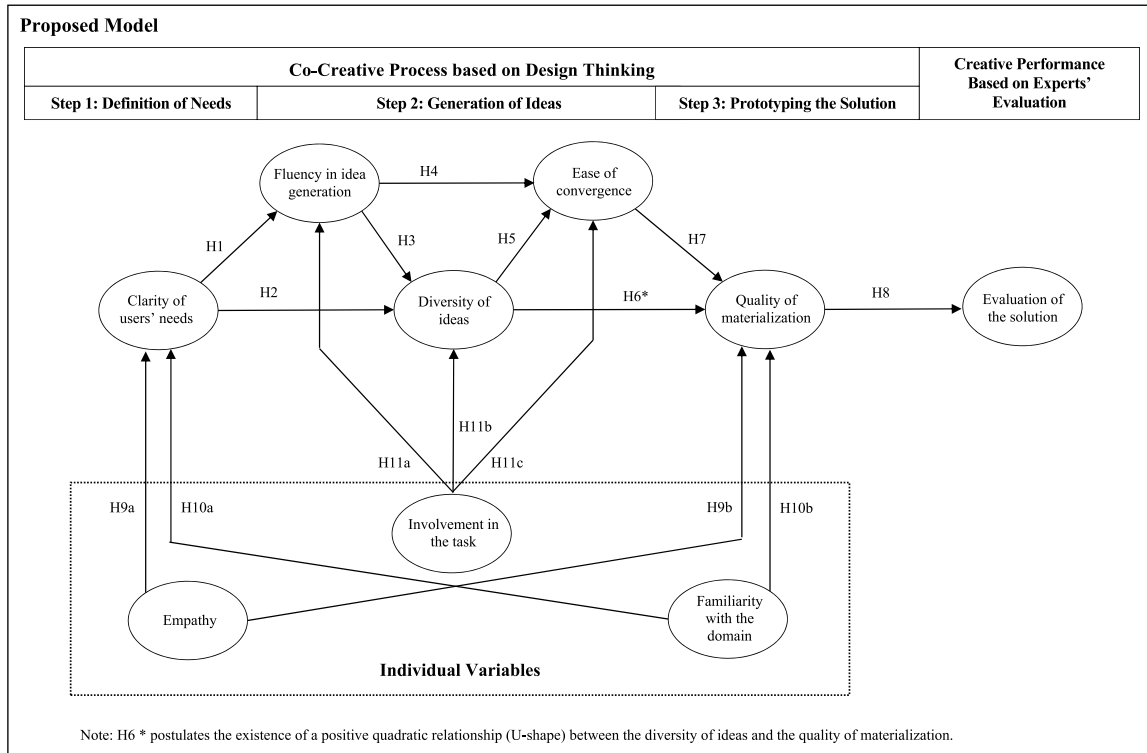 Proposed Model
Co-Creative Process based on Design Thinking
Creative Performance
Based on Experts'
Evaluation
Step 1: Definition of Needs
Step 2: Generation of Ideas
Step 3: Prototyping the Solution
Fluency in idea
generation
H4
Ease of
convergence
H1
H3
H5
H7
Clarity of
users' needs
H2
Diversity of
ideas
H6*
Quality of
materialization
H8
Evaluation of
the solution
H11b
H11a
H11c
H9a
H10a
Involvement in
the task
H9b
H10b
Empathy
Familiarity
with the
domain
Individual Variables
Note: H6 * postulates the existence of a positive quadratic relationship (U-shape) between the diversity of ideas and the quality of materialization.